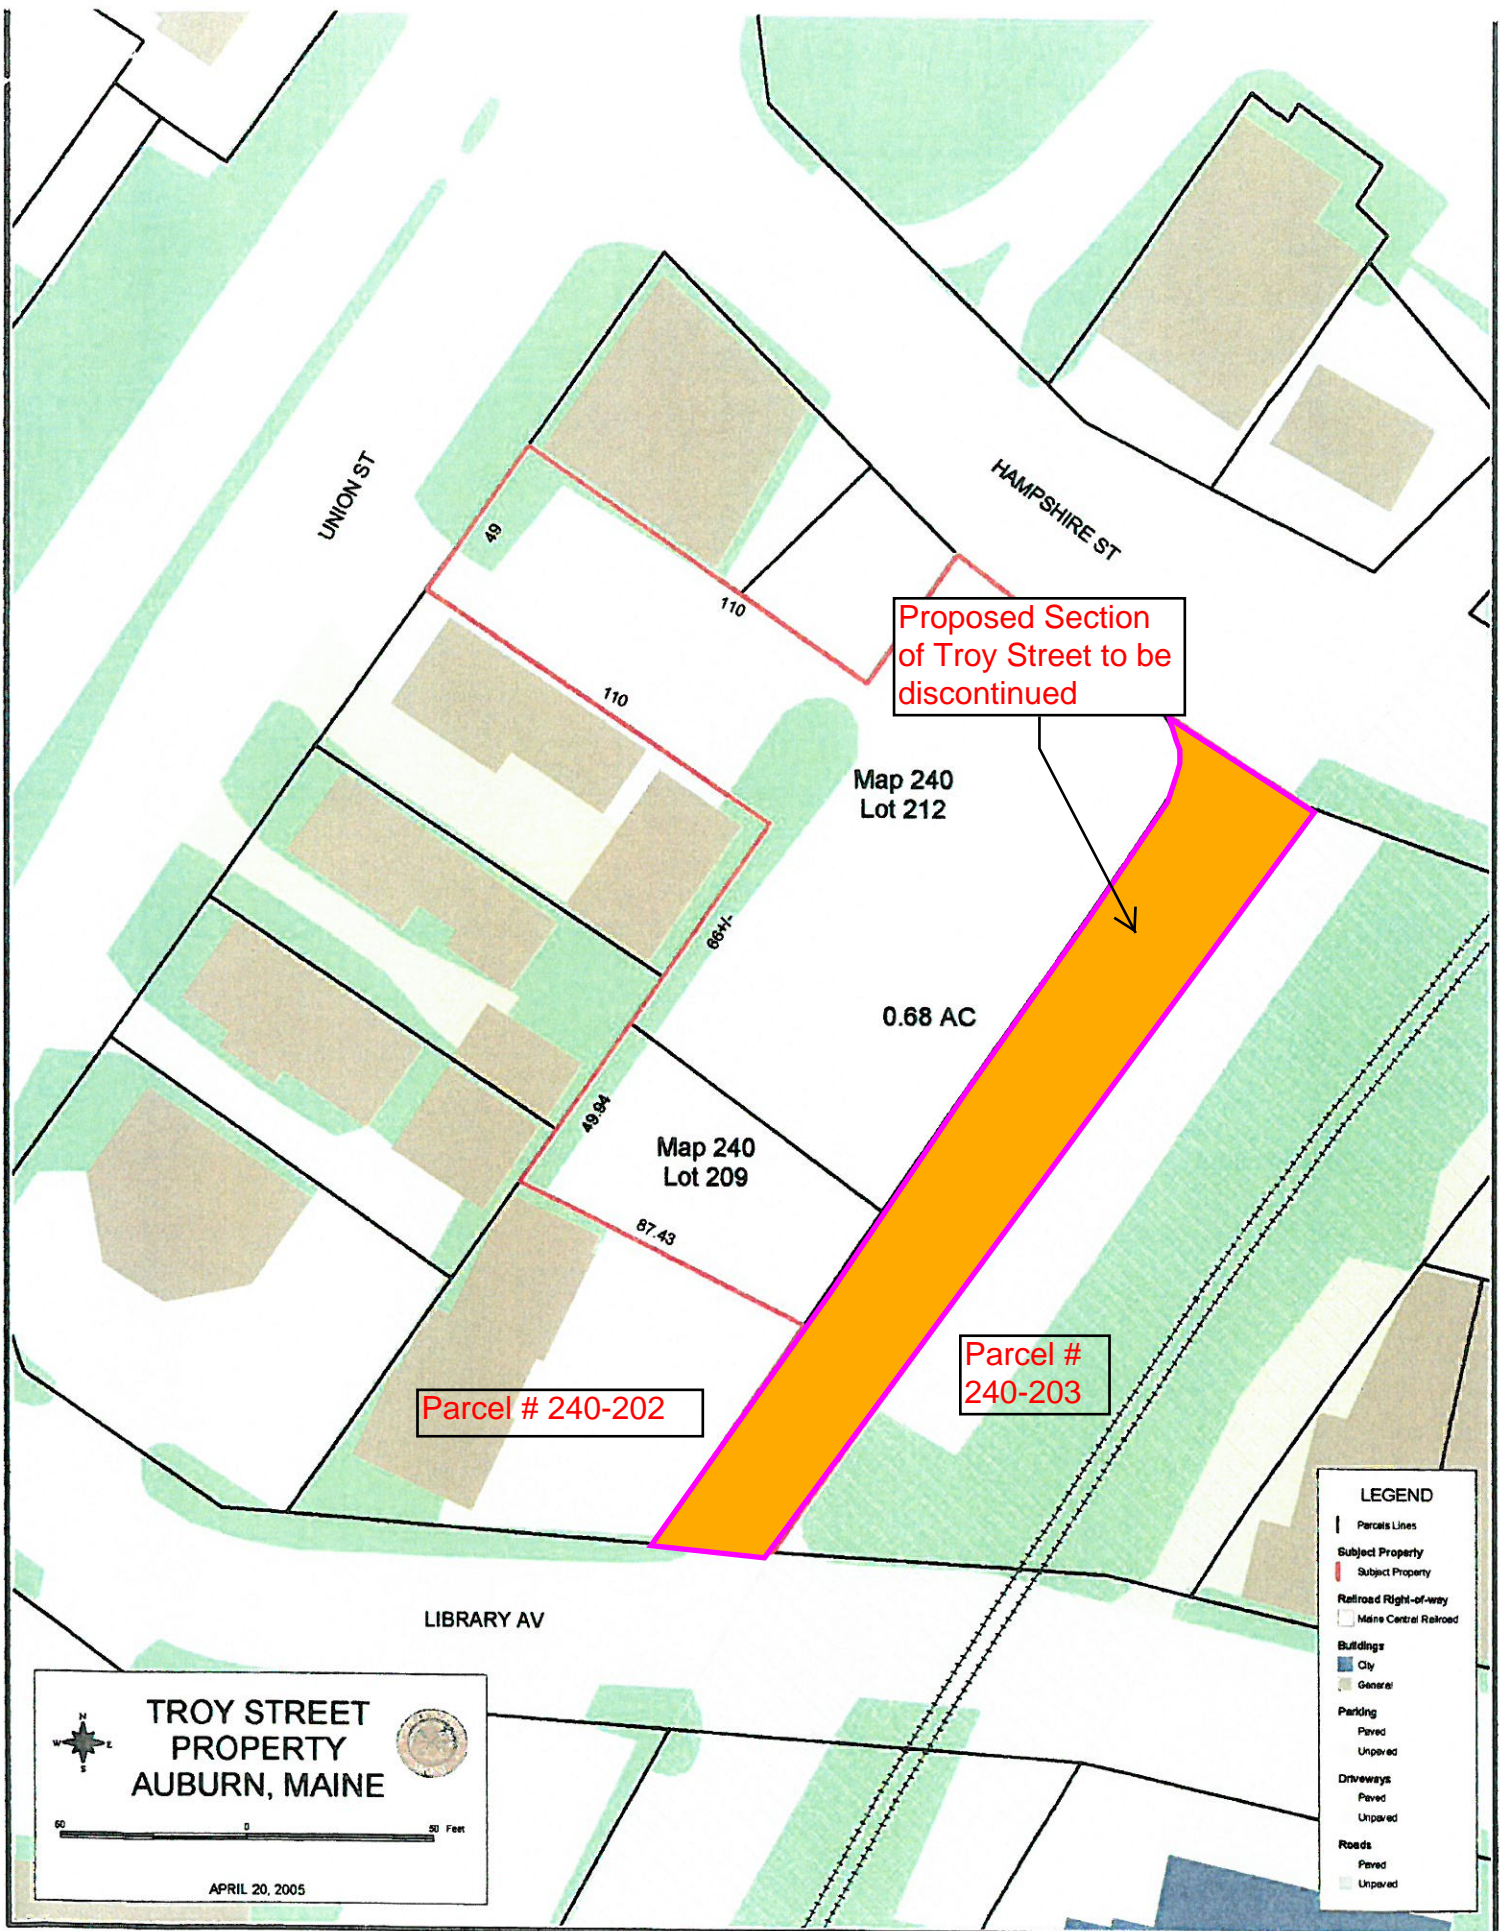 UNION ST
HAMPSHIRE ST
49
110
Proposed Section
of Troy Street to be
discontinued
110
Map 240
Lot 212
66+/-
0.68 AC
49.94
Map 240
Lot 209
87.43
Parcel #
240-203
Parcel # 240-202
LIBRARY AV
LEGEND
Parcels Lines
Subject Property
Subject Property
Railroad Right-of-way
Maine Central Railroad
Buildings
City
General
Parking
Paved
Unpaved
Driveways
Paved
Unpaved
Roads
Paved
Unpaved
N
W E
S
TROY STREET
PROPERTY
AUBURN, MAINE
50 0 50 Feet
APRIL 20, 2005